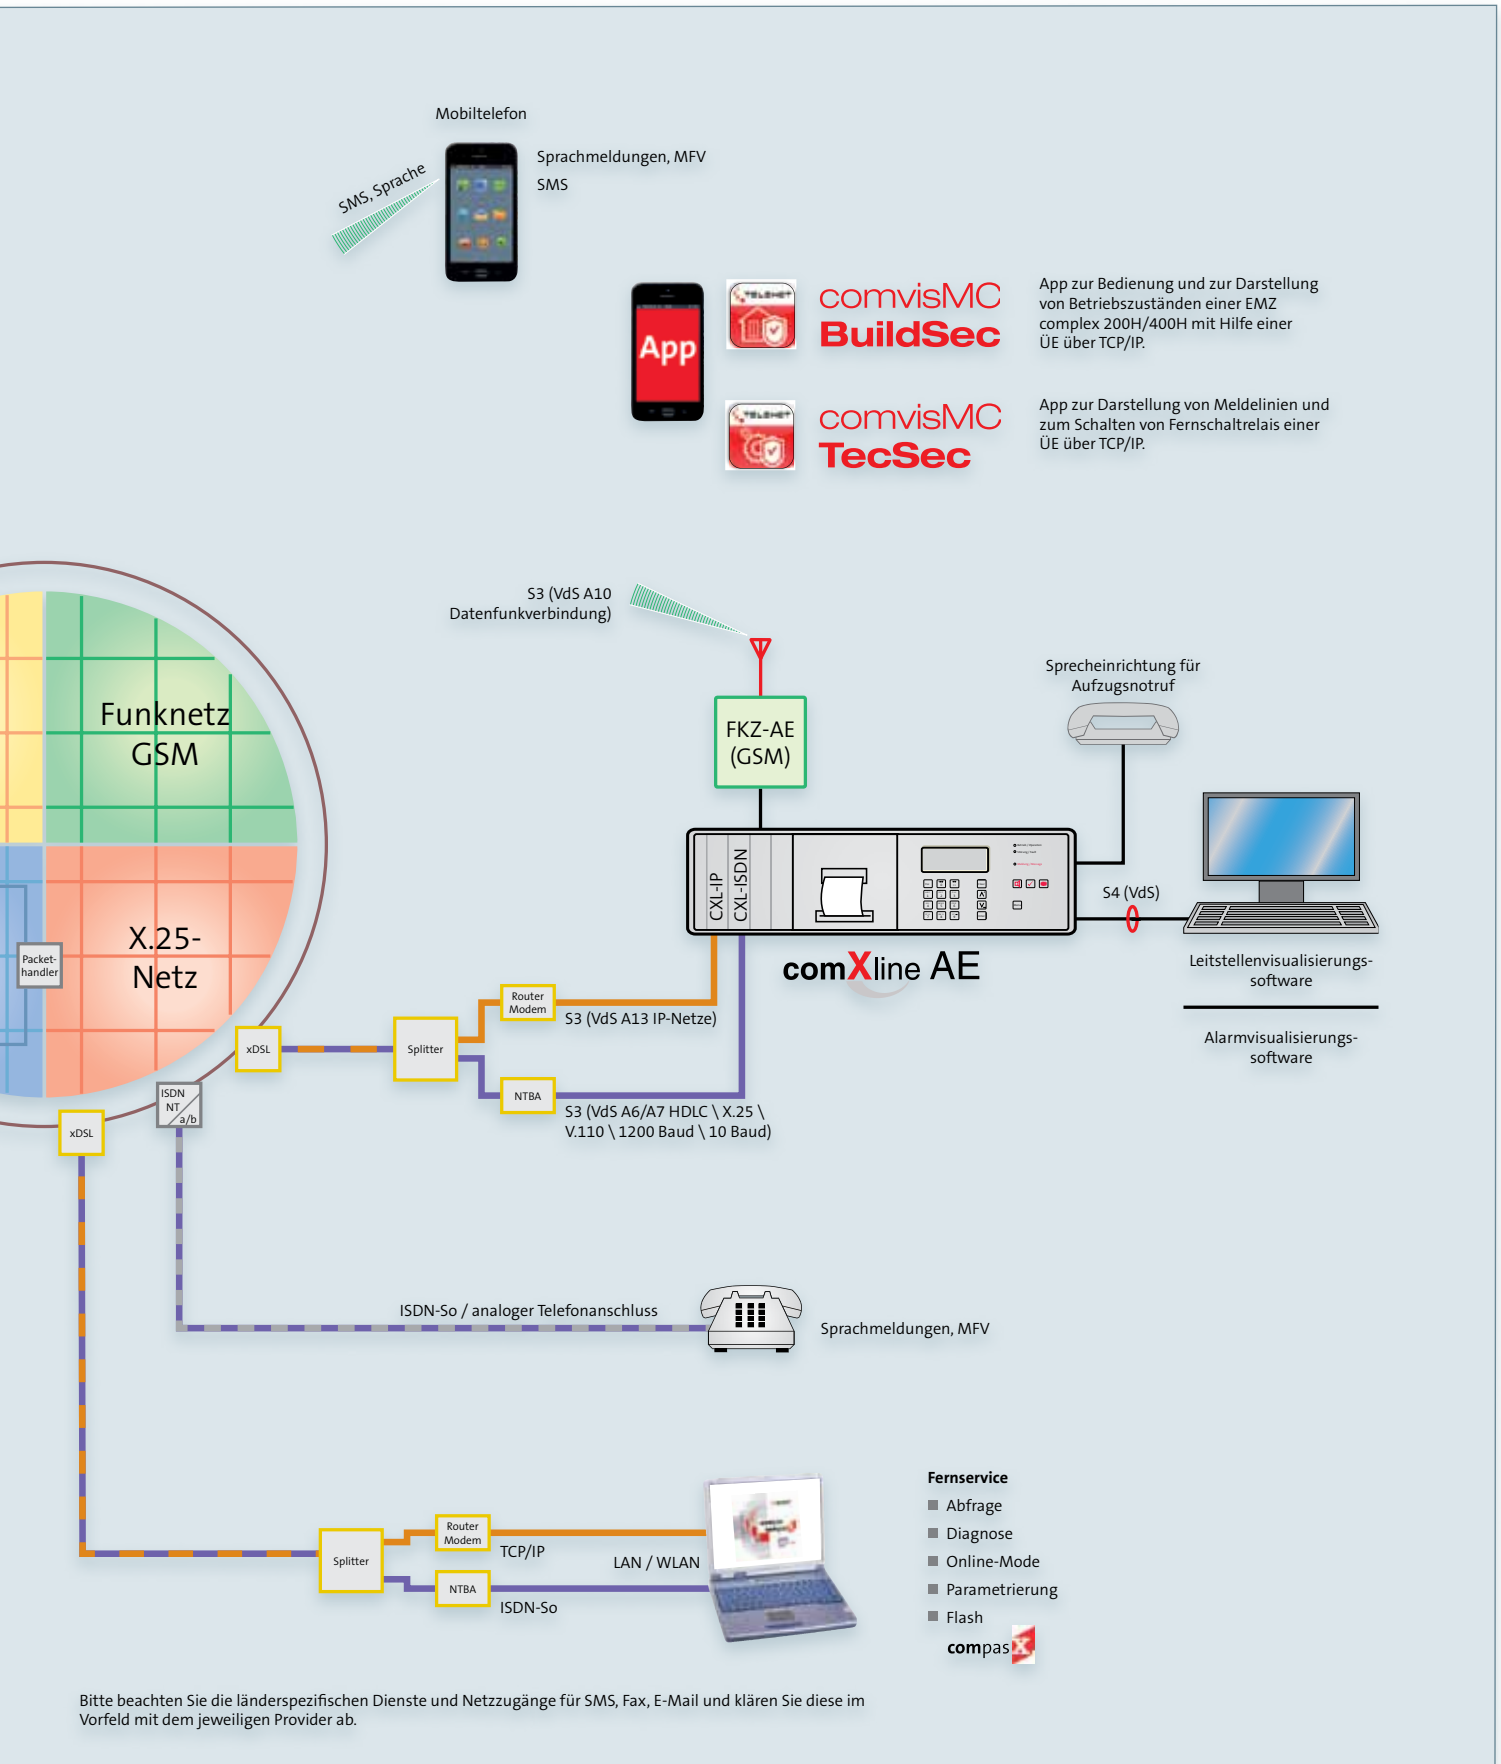 Mobiltelefon
SMS, Sprache
Sprachmeldungen, MFV
SMS
App
TELENOT
comvisMC
BuildSec
App zur Bedienung und zur Darstellung
von Betriebszuständen einer EMZ
complex 200H/400H mit Hilfe einer
ÜE über TCP/IP.
TELENOT
comvisMC
TecSec
App zur Darstellung von Meldelinien und
zum Schalten von Fernschaltrelais einer
ÜE über TCP/IP.
S3 (VdS A10
Datenfunkverbindung)
FKZ-AE
(GSM)
Sprecheinrichtung für
Aufzugsnotruf
Funknetz
GSM
X.25-
Netz
Packet-
handler
CXL-IP
CXL-ISDN
S4 (VdS)
comXline AE
Leitstellenvisualisierungs-
software
Alarmvisualisierungs-
software
Router
Modem
S3 (VdS A13 IP-Netze)
xDSL
Splitter
NTBA
S3 (VdS A6/A7 HDLC \ X.25 \
V.110 \ 1200 Baud \ 10 Baud)
ISDN
NT
a/b
xDSL
ISDN-So / analoger Telefonanschluss
Sprachmeldungen, MFV
Splitter
Router
Modem
TCP/IP
LAN / WLAN
NTBA
ISDN-So
Fernservice
Abfrage
Diagnose
Online-Mode
Parametrierung
Flash
compasX
Bitte beachten Sie die länderspezifischen Dienste und Netzzugänge für SMS, Fax, E-Mail und klären Sie diese im
Vorfeld mit dem jeweiligen Provider ab.